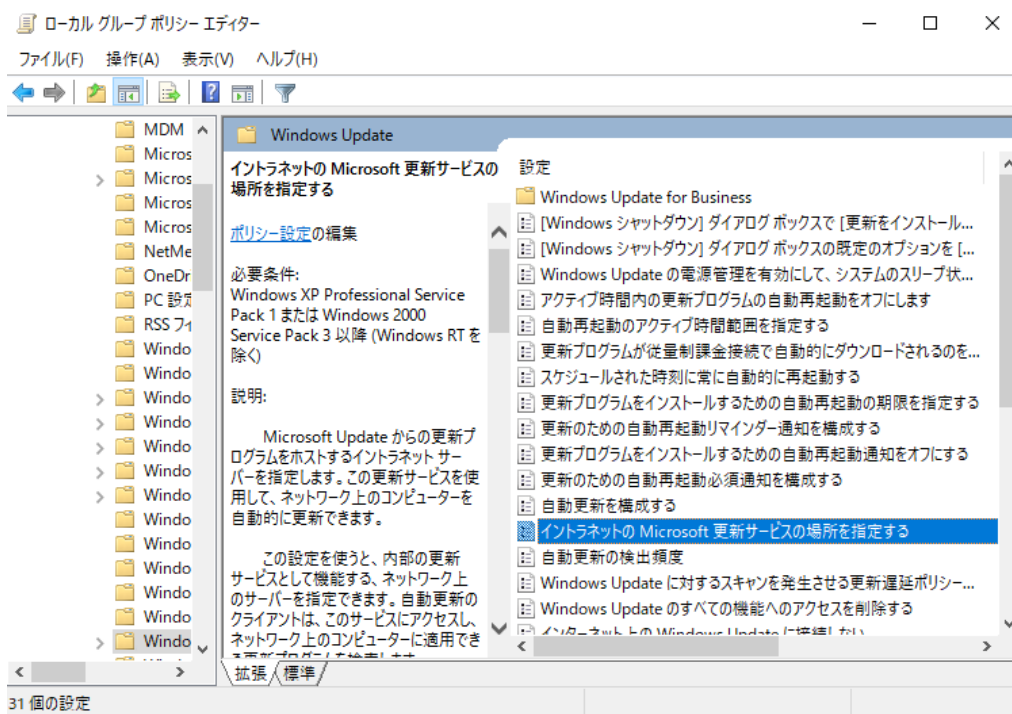 ローカル グループ ポリシー エディター
ファイル(F) 操作(A) 表示(V) ヘルプ(H)
MDM
Micros
Micros
Micros
Micros
NetMe
OneDr
PC 設定
RSS フィ
Windo
Windo
Windo
Windo
Windo
Windo
Windo
Windo
Windo
Windo
Windo
Windo
Windo
Windows Update
イントラネットの Microsoft 更新サービスの
場所を指定する
ポリシー設定の編集
必要条件:
Windows XP Professional Service
Pack 1 または Windows 2000
Service Pack 3 以降 (Windows RT を
除く)
説明:
Microsoft Update からの更新プ
ログラムをホストするイントラネット サー
バーを指定します。この更新サービスを使
用して、ネットワーク上のコンピューターを
自動的に更新できます。
この設定を使うと、内部の更新
サービスとして機能する、ネットワーク上
のサーバーを指定できます。自動更新の
クライアントは、このサービスにアクセスし、
ネットワーク上のコンピューターに適用でき
る更新プログラムを検索します。
設定
Windows Update for Business
[Windows シャットダウン] ダイアログ ボックスで [更新をインストール...
[Windows シャットダウン] ダイアログ ボックスの既定のオプションを [...
Windows Update の電源管理を有効にして、システムのスリープ状...
アクティブ時間内の更新プログラムの自動再起動をオフにします
自動再起動のアクティブ時間範囲を指定する
更新プログラムが従量制課金接続で自動的にダウンロードされるのを...
スケジュールされた時刻に常に自動的に再起動する
更新プログラムをインストールするための自動再起動の期限を指定する
更新のための自動再起動リマインダー通知を構成する
更新プログラムをインストールするための自動再起動通知をオフにする
更新のための自動再起動必須通知を構成する
自動更新を構成する
イントラネットの Microsoft 更新サービスの場所を指定する
自動更新の検出頻度
Windows Update に対するスキャンを発生させる更新遅延ポリシー...
Windows Update のすべての機能へのアクセスを削除する
インターネット上の Windows Update に接続しない
拡張 標準
31 個の設定